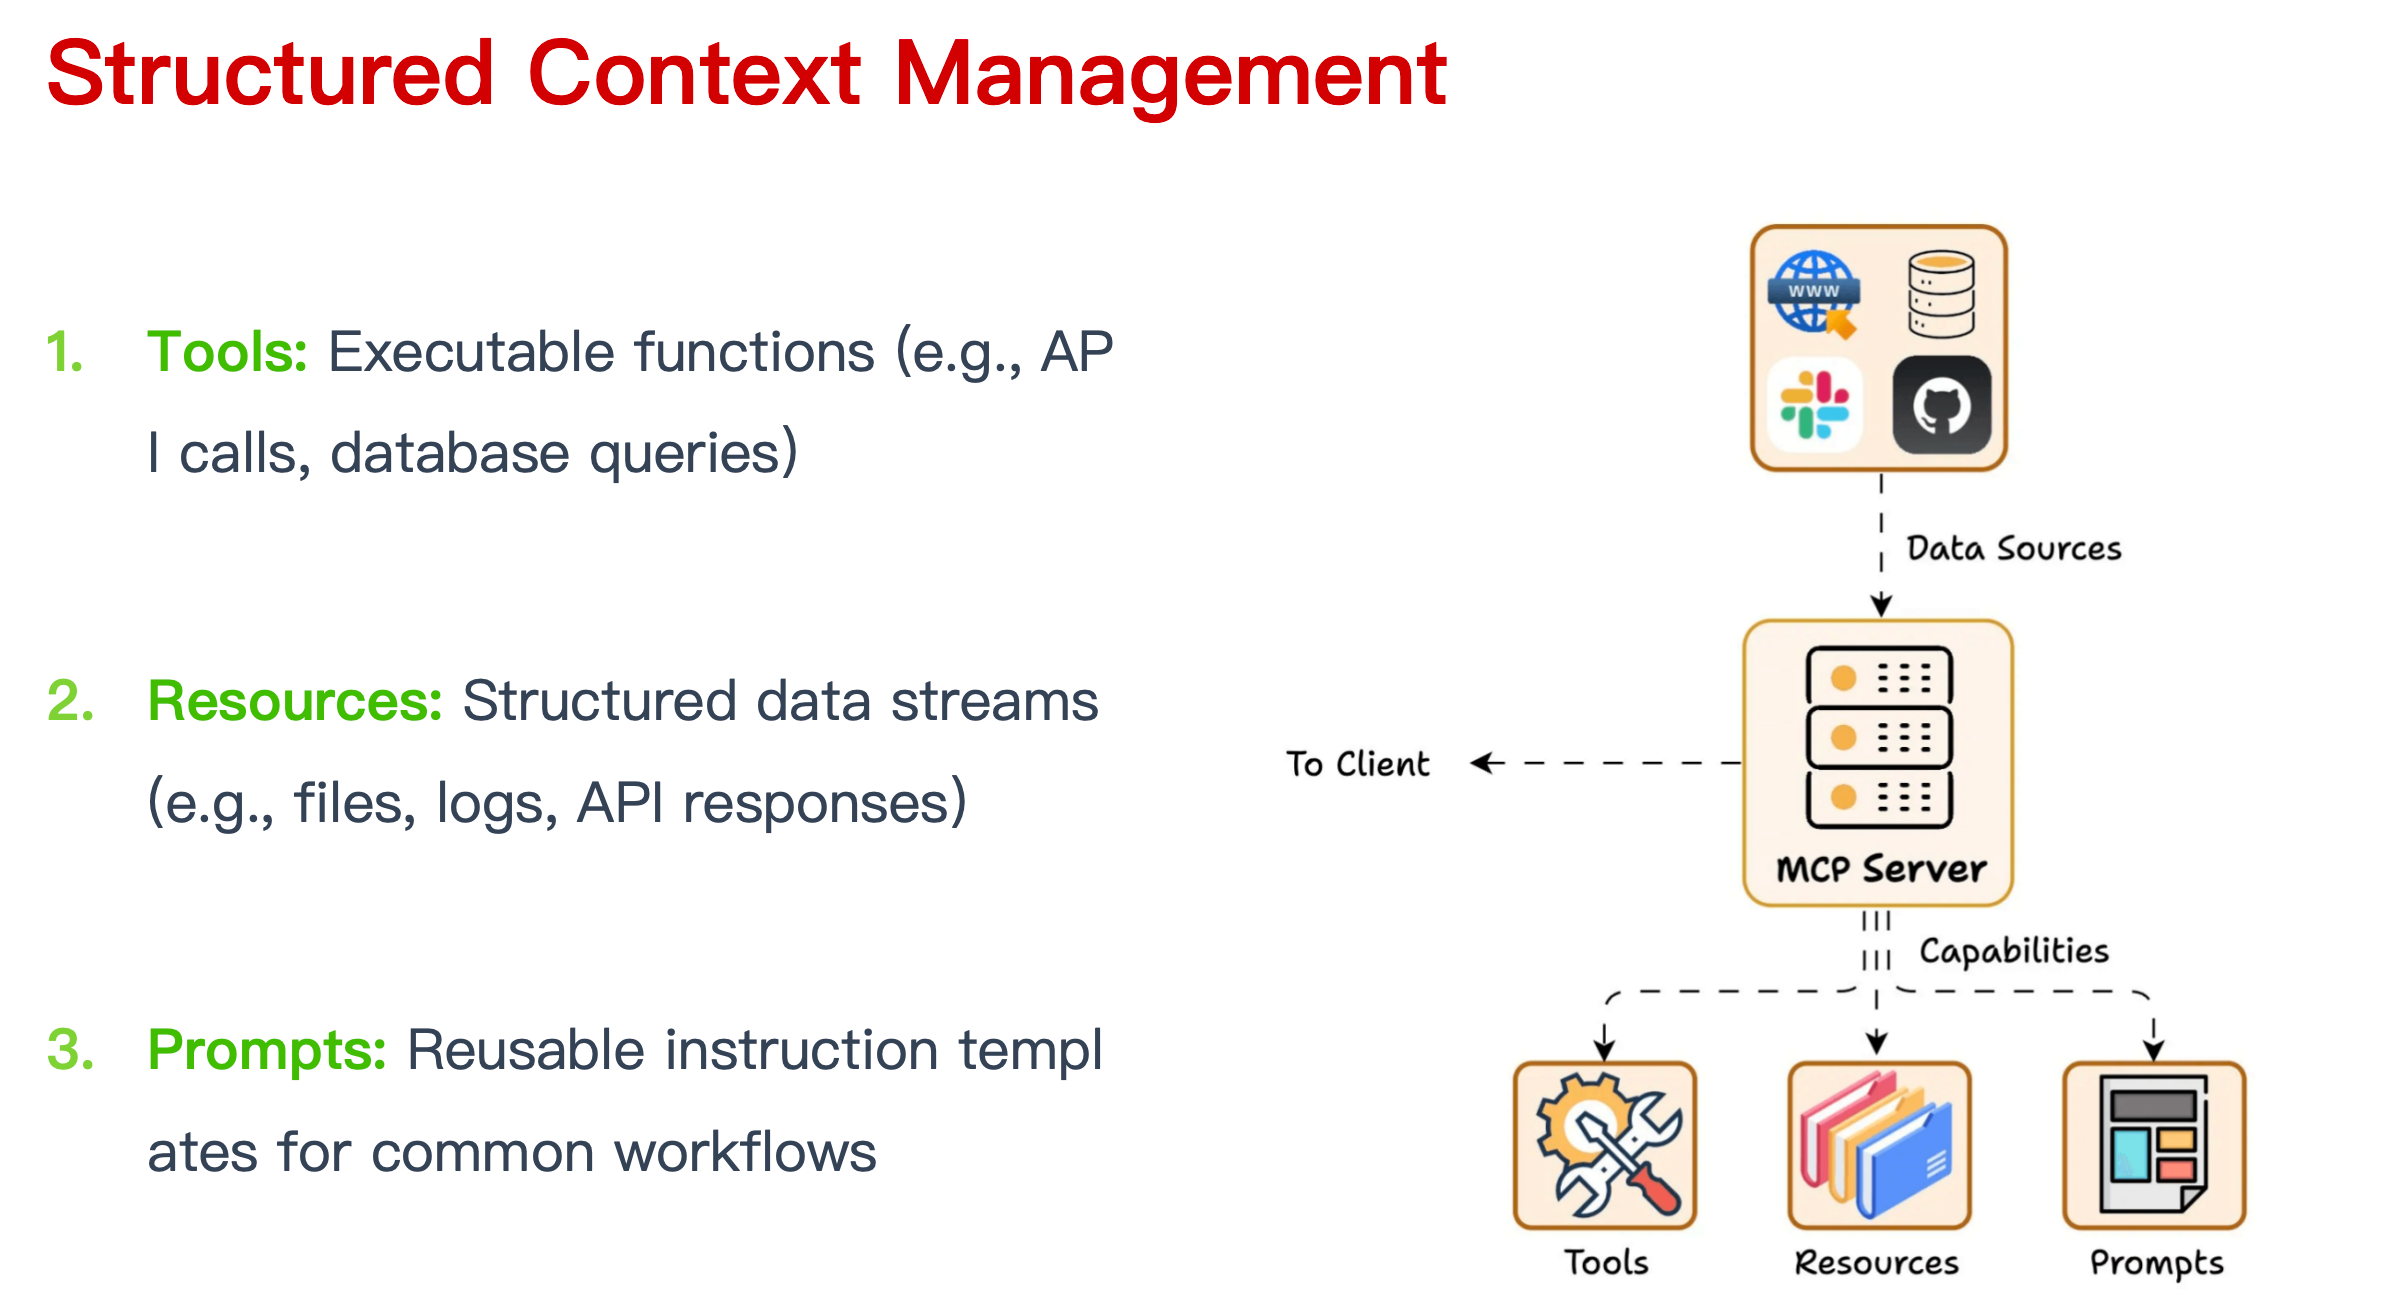 Structured Context Management
1. Tools: Executable functions (e.g., AP
I calls, database queries)
2. Resources: Structured data streams
(e.g., files, logs, API responses)
3. Prompts: Reusable instruction templ
ates for common workflows
WWW
Data Sources
To Client
MCP Server
Capabilities
Tools
Resources
Prompts